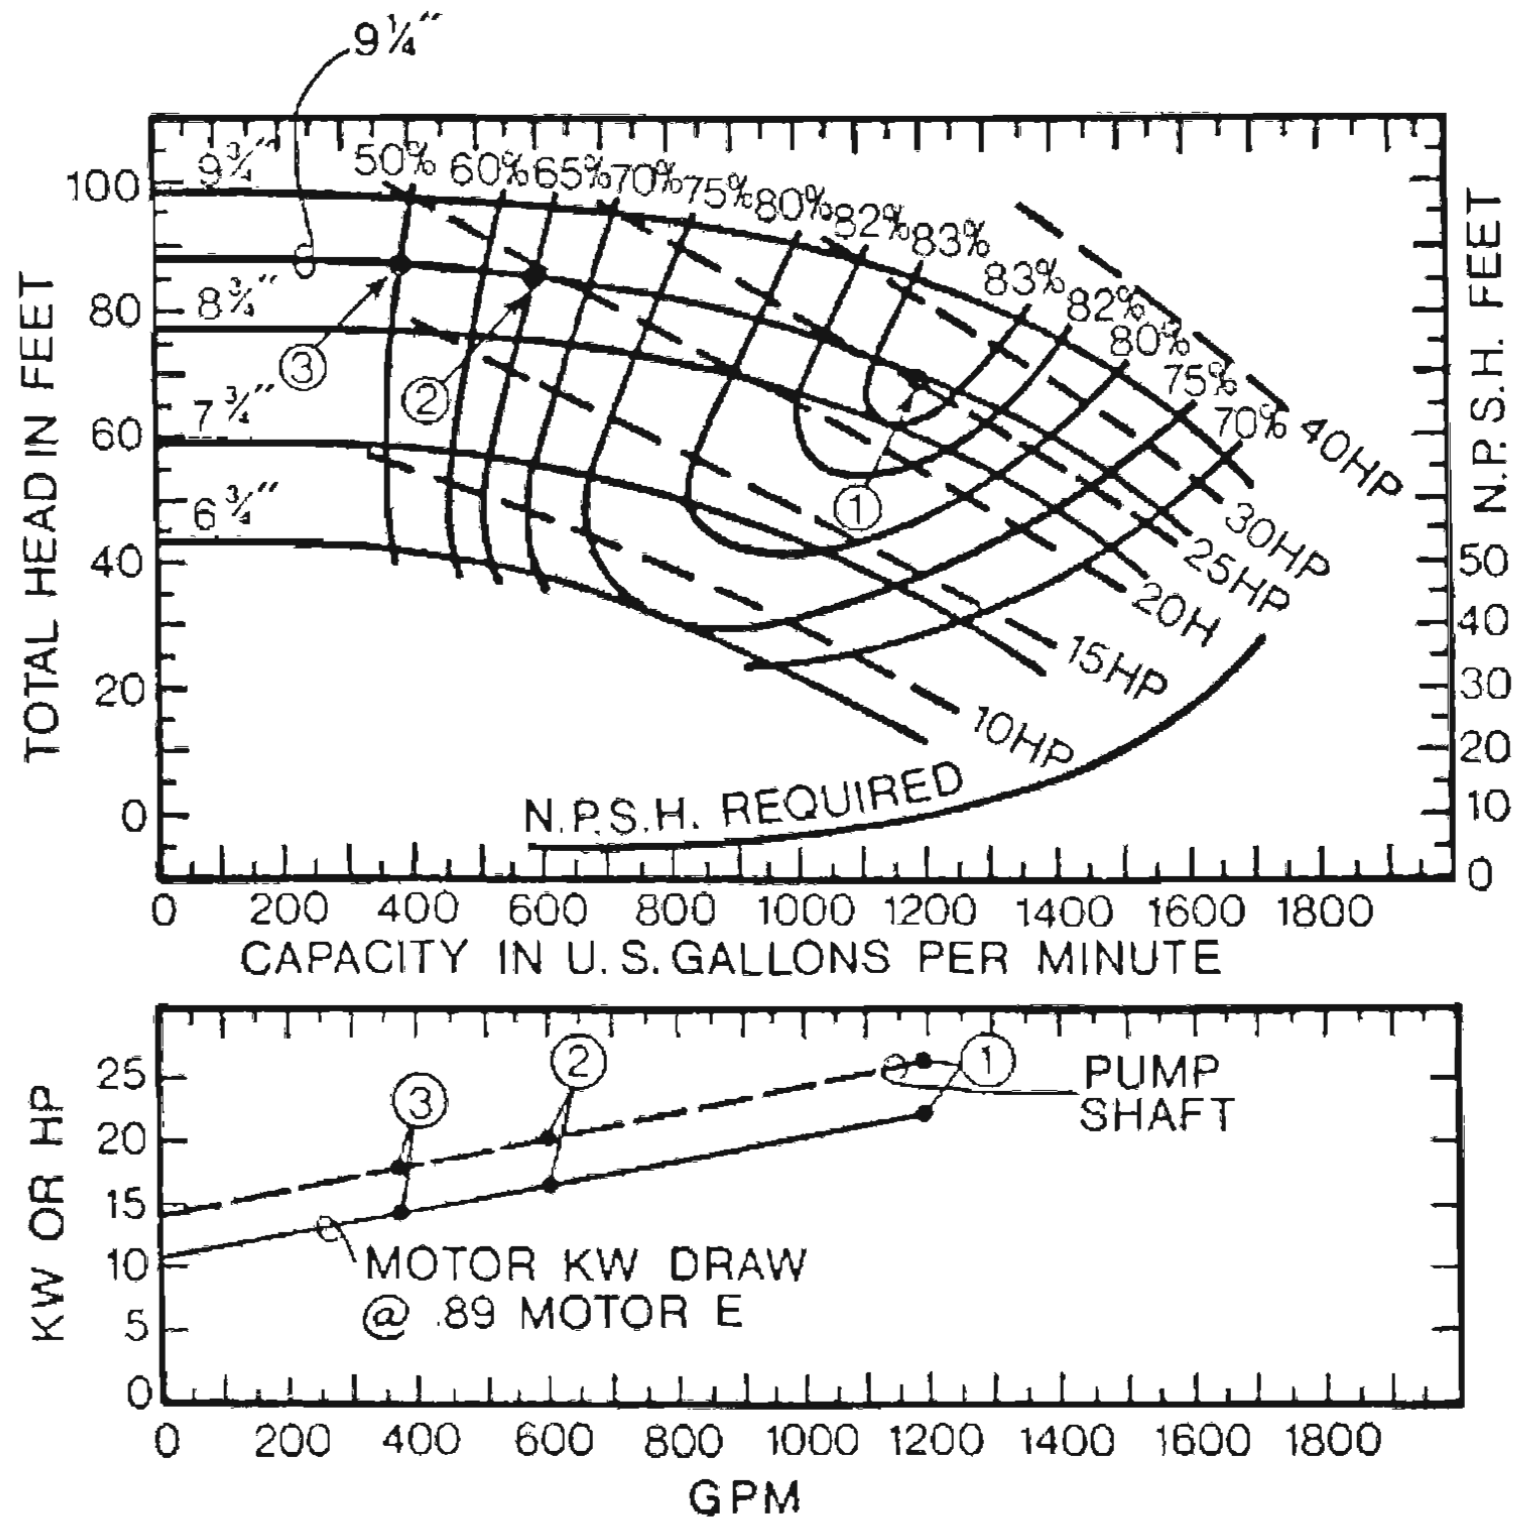 9¼"
50% 60% 65% 70% 75% 80% 82% 83%
83%
82%
80%
75%
70%
9¾"
8¾"
7¾"
6¾"
100
80
60
40
20
0
TOTAL HEAD IN FEET
③
②
①
40HP
30HP
25HP
20H
15HP
10HP
N.P.S.H. REQUIRED
N.P.S.H. FEET
50
40
30
20
10
0
0 200 400 600 800 1000 1200 1400 1600 1800
CAPACITY IN U.S. GALLONS PER MINUTE
25
20
15
10
5
0
KW OR HP
③
②
①
PUMP
SHAFT
MOTOR KW DRAW
@ .89 MOTOR E
0 200 400 600 800 1000 1200 1400 1600 1800
GPM